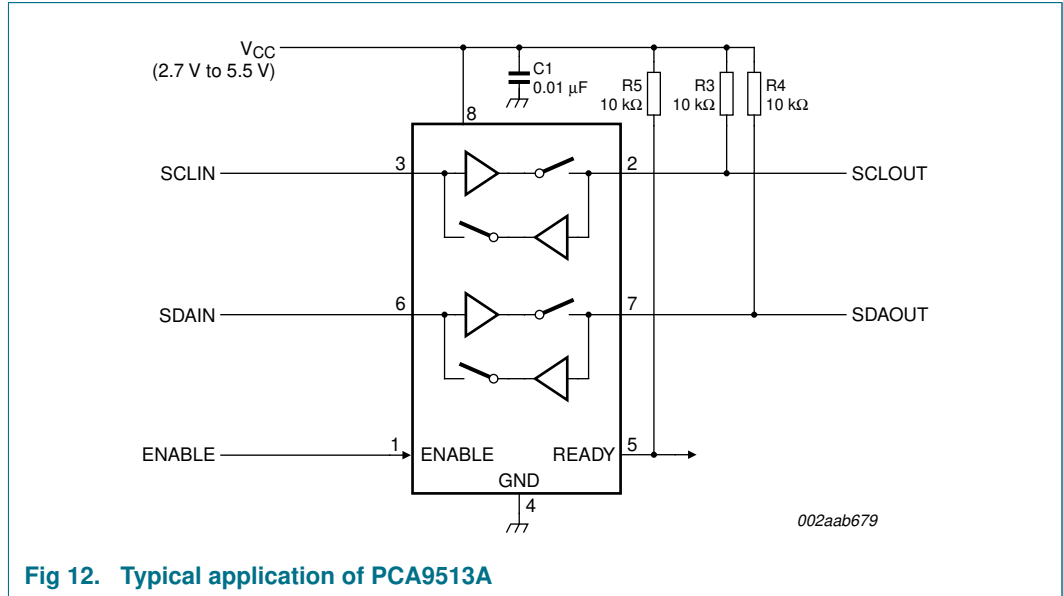 VCC
(2.7 V to 5.5 V)
C1
0.01 μF
R5
10 kΩ
R3
10 kΩ
R4
10 kΩ
8
SCLIN
3
2
SCLOUT
SDAIN
6
7
SDAOUT
ENABLE
1
ENABLE
READY
5
GND
4
002aab679
Fig 12. Typical application of PCA9513A